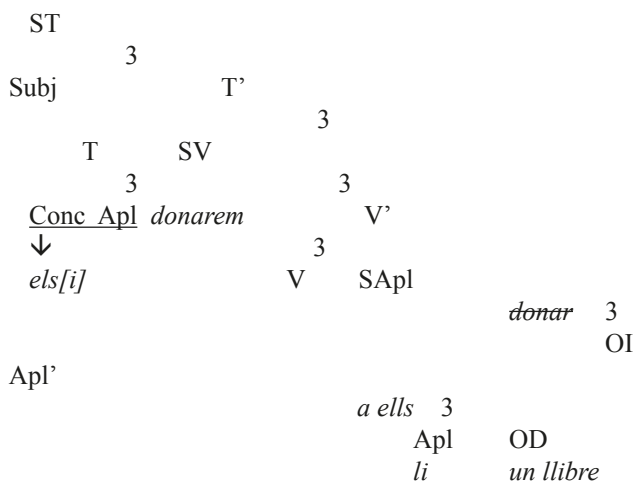 ST
3
Subj T’
3
T SV
3 3
Conc Apl donarem V’
↓ 3
els[i] V SApl
donar 3
OI
Apl’
a ells 3
Apl OD
li un llibre